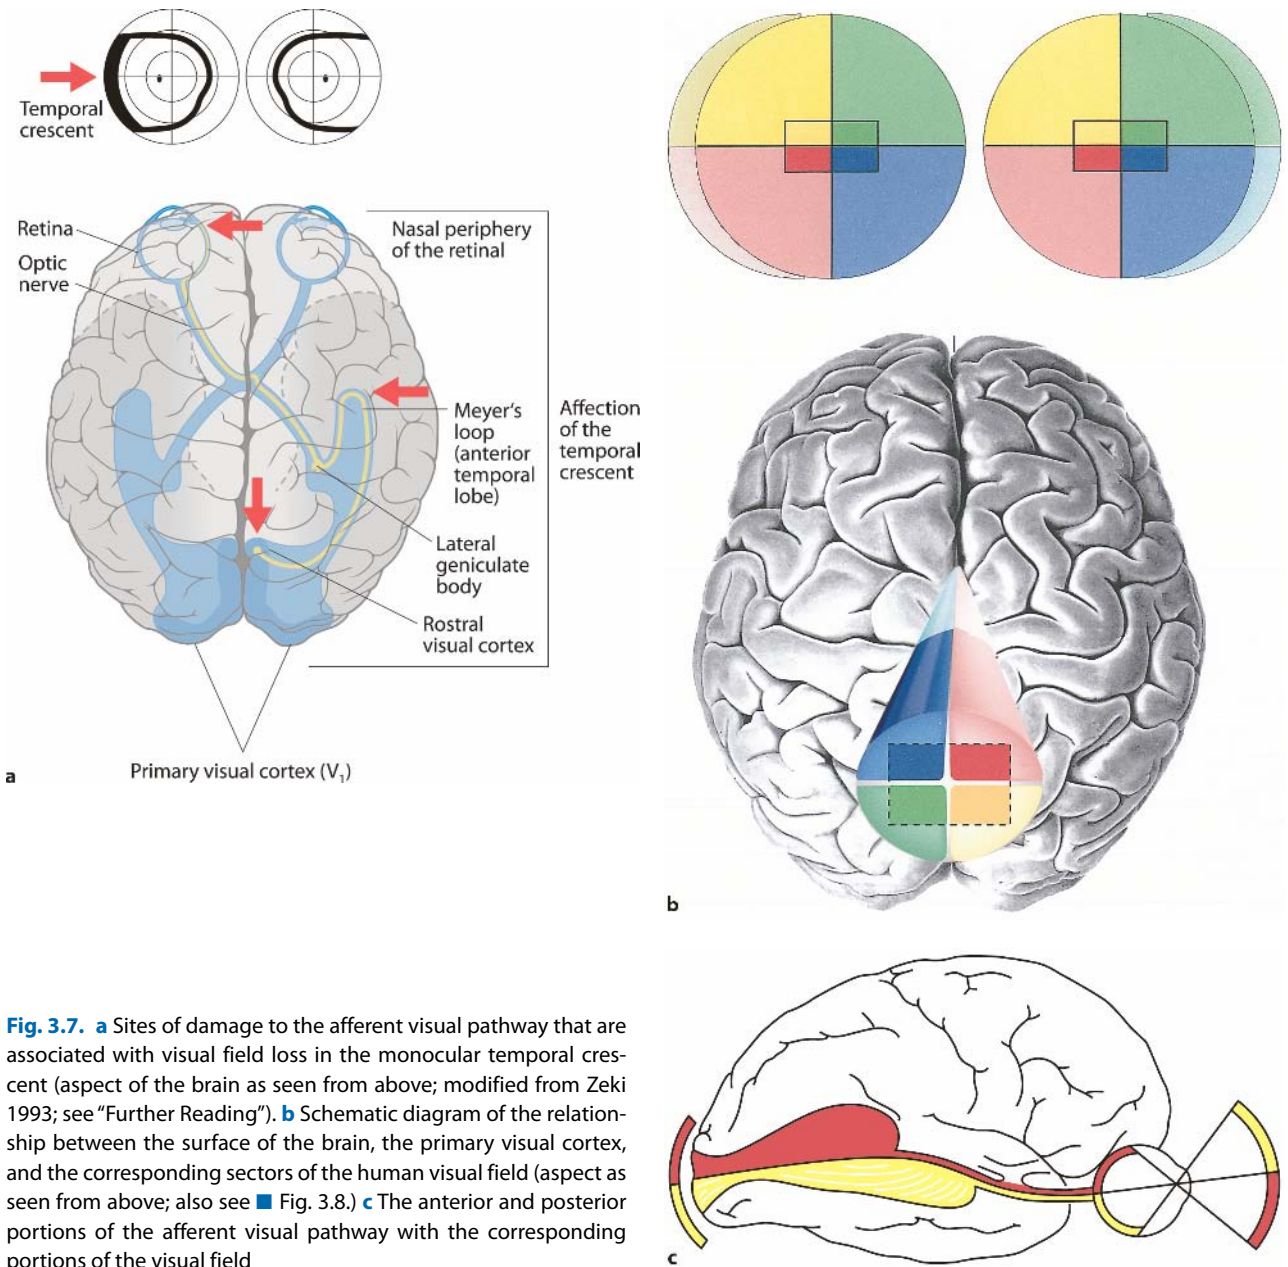 Temporal
crescent
Retina
Optic
nerve
Nasal periphery
of the retinal
Meyer's
loop
(anterior
temporal
lobe)
Affection
of the
temporal
crescent
Lateral
geniculate
body
Rostral
visual cortex
Primary visual cortex (V₁)
a
b
c
Fig. 3.7. a Sites of damage to the afferent visual pathway that are
associated with visual field loss in the monocular temporal cres-
cent (aspect of the brain as seen from above; modified from Zeki
1993; see "Further Reading"). b Schematic diagram of the relation-
ship between the surface of the brain, the primary visual cortex,
and the corresponding sectors of the human visual field (aspect as
seen from above; also see ■ Fig. 3.8.) c The anterior and posterior
portions of the afferent visual pathway with the corresponding
portions of the visual field